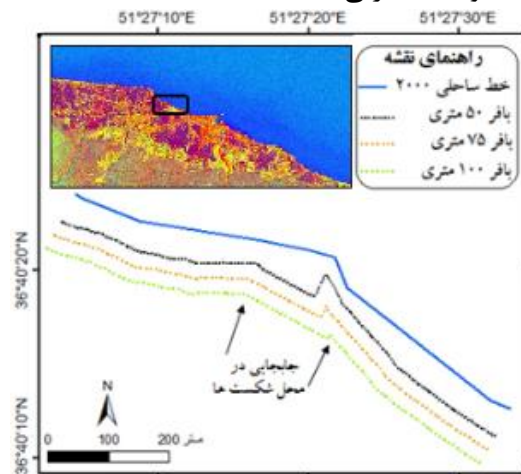 51°27'10"E
51°27'20"E
51°27'30"E
راهنمای نقشه
خط ساحلی ۲۰۰۰
بافر ۵۰ متری
بافر ۷۵ متری
بافر ۱۰۰ متری
36°40'20"N
36°40'10"N
جابجایی در
محل شکست ها
N
0 100 200 متر